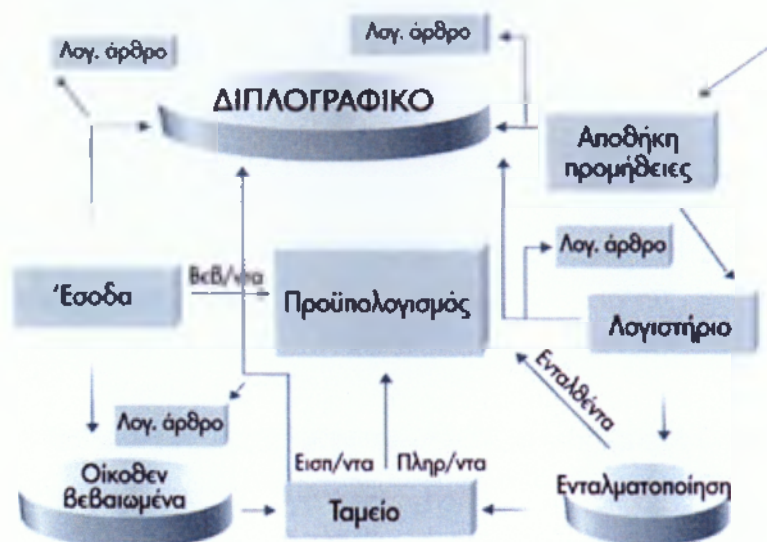 Λογ. άρθρο
Λογ. άρθρο
ΔΙΠΛΟΓΡΑΦΙΚΟ
Αποθήκη
προμήθειες
Λογ. άρθρο
Έσοδα
Βεβ/ντα
Προϋπολογισμός
Λογιστήριο
Ενταλθέντα
Λογ. άρθρο
Οίκοθεν
βεβαιωμένα
Εισπ/ντα
Πληρ/ντα
Ταμείο
Ενταλματοποίηση